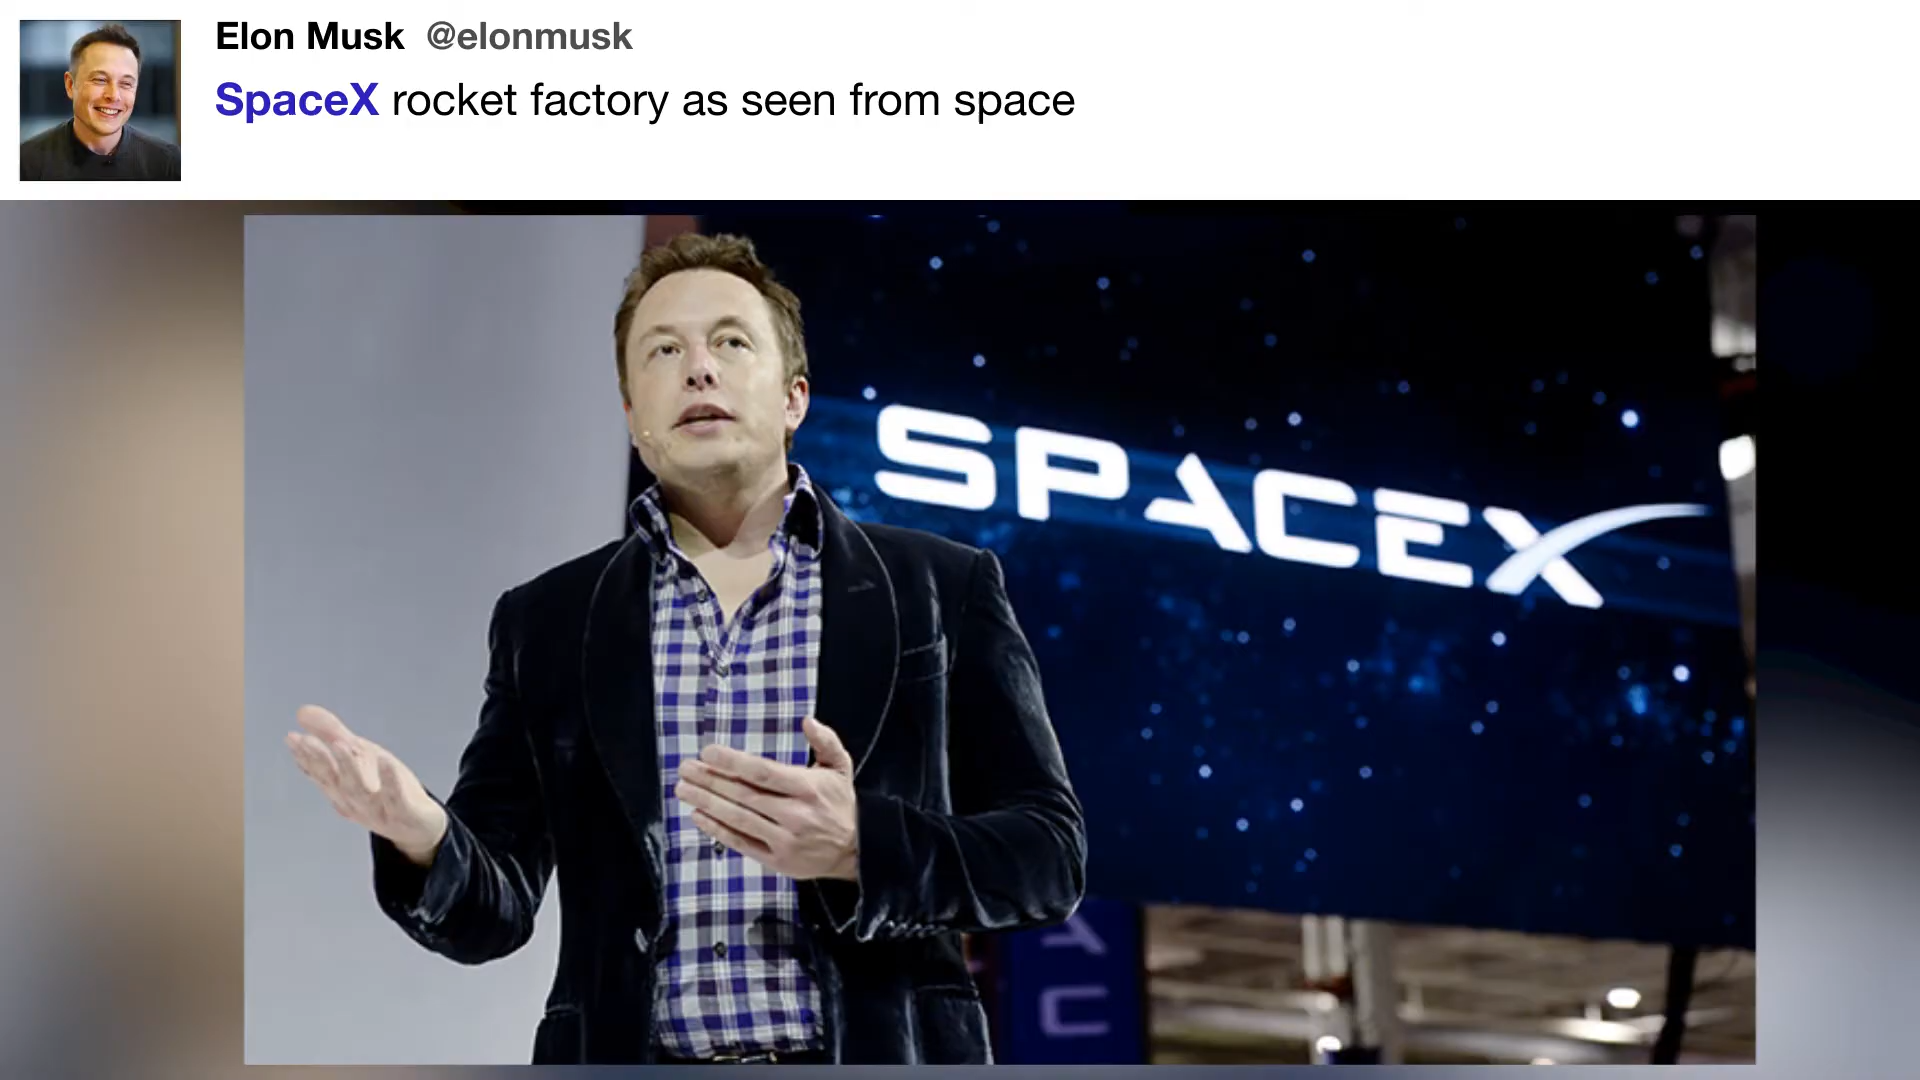 Elon Musk @elonmusk
SpaceX rocket factory as seen from space
SPACEX
A
C